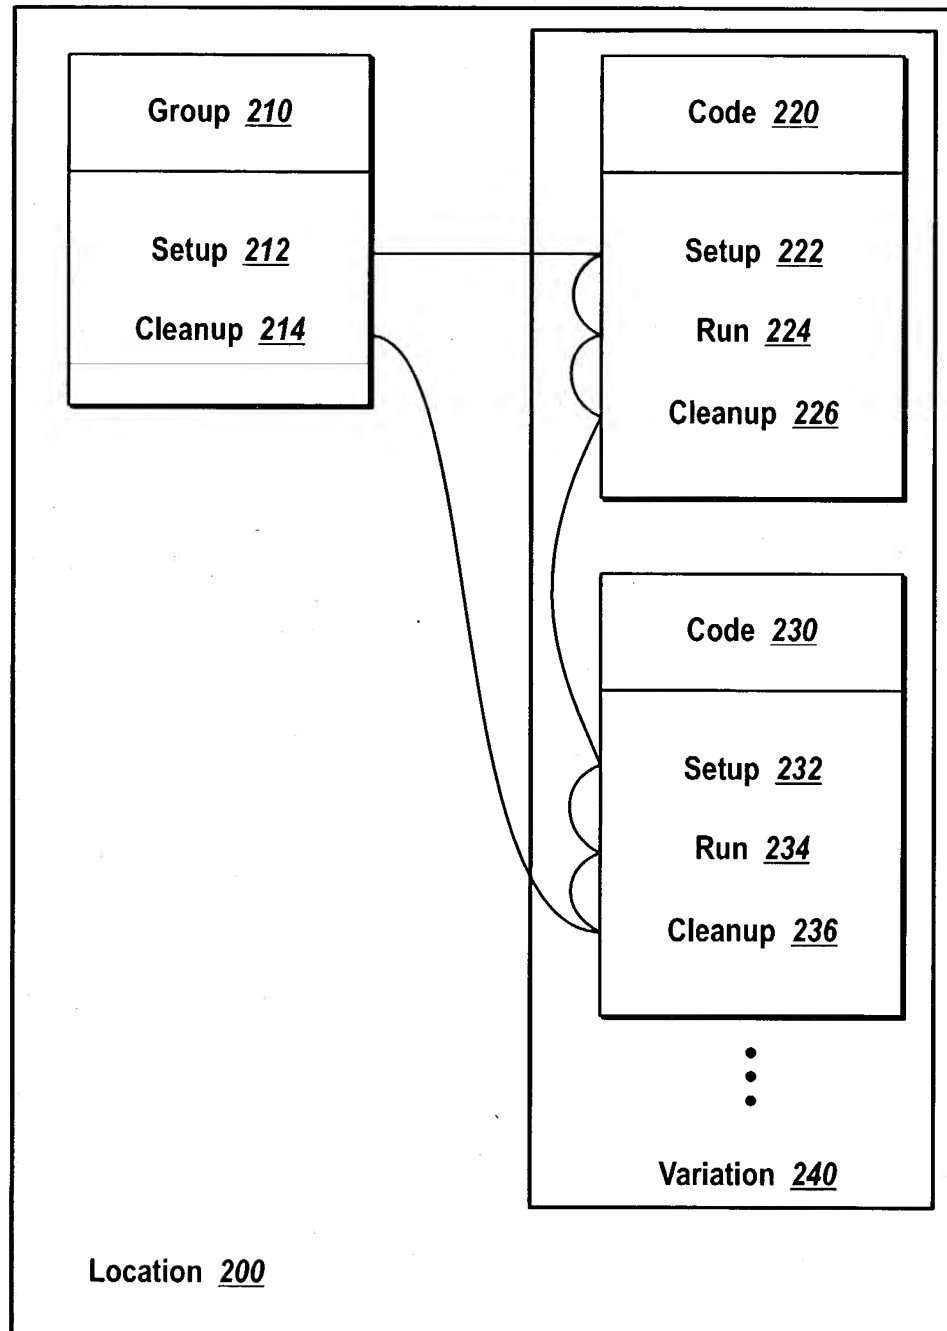 Group 210
Setup 212
Cleanup 214
Code 220
Setup 222
Run 224
Cleanup 226
Code 230
Setup 232
Run 234
Cleanup 236
Variation 240
Location 200